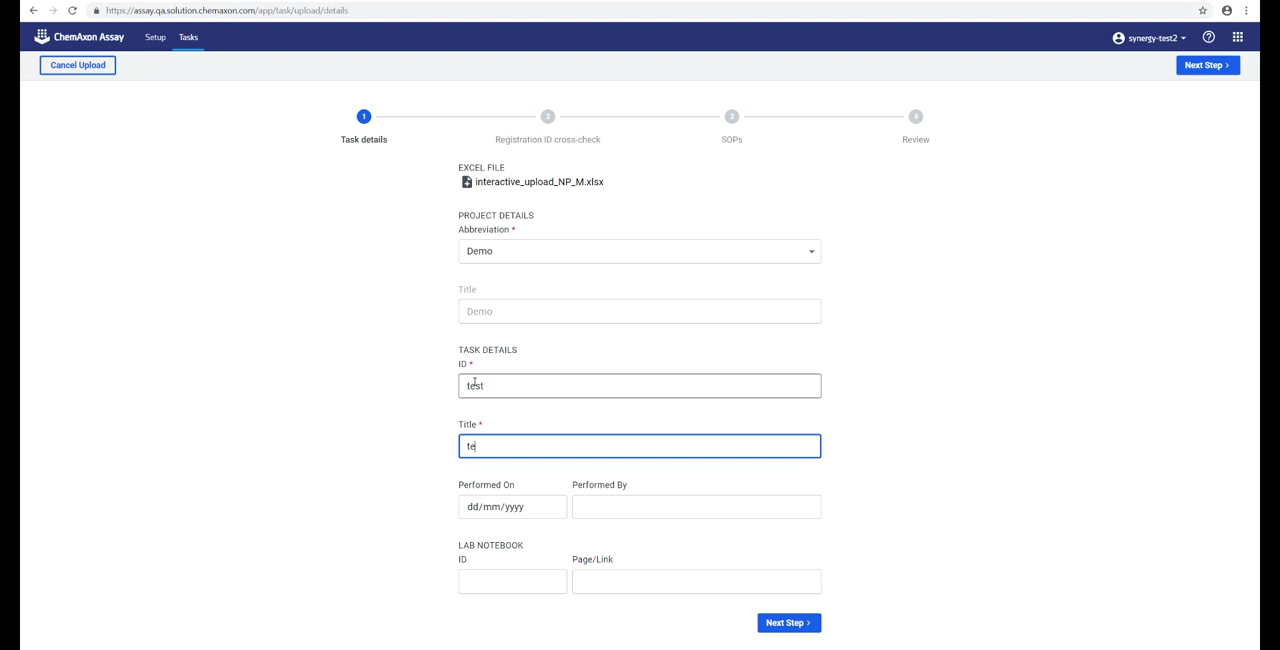 https://assay.qa.solution.chemaxon.com/app/task/upload/details
ChemAxon Assay Setup Tasks synergy-test2
Cancel Upload Next Step
1 2 3 4
Task details Registration ID cross-check SOPs Review
EXCEL FILE
interactive_upload_NP_M.xlsx
PROJECT DETAILS
Abbreviation *
Demo
Title
Demo
TASK DETAILS
ID *
test
Title *
te
Performed On Performed By
dd/mm/yyyy
LAB NOTEBOOK
ID Page/Link
Next Step